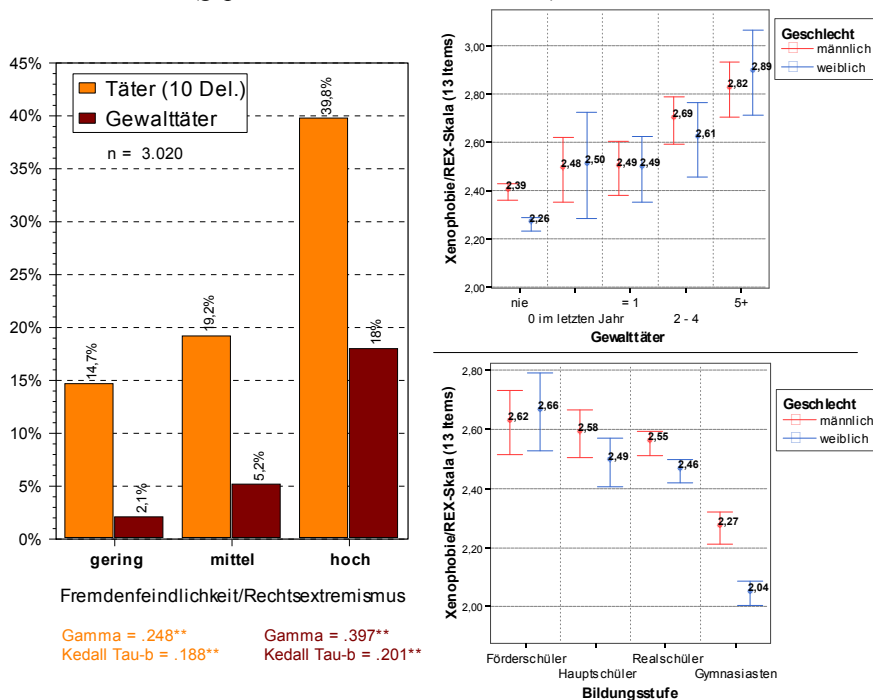 45%
40%
35%
30%
25%
20%
15%
10%
5%
0%
Täter (10 Del.)
Gewalttäter
n = 3.020
14,7%
2,1%
19,2%
5,2%
39,8%
18%
gering mittel hoch
Fremdenfeindlichkeit/Rechtsextremismus
Gamma = .248** Gamma = .397**
Kedall Tau-b = .188** Kedall Tau-b = .201**
Xenophobie/REX-Skala (13 Items)
3,00
2,80
2,60
2,40
2,20
2,00
2,39
2,26
2,48
2,50
2,49
2,49
2,69
2,61
2,82
2,89
nie = 1 5+
0 im letzten Jahr 2 - 4
Gewalttäter
Geschlecht
männlich
weiblich
Xenophobie/REX-Skala (13 Items)
2,80
2,60
2,40
2,20
2,00
2,62
2,66
2,58
2,49
2,55
2,46
2,27
2,04
Förderschüler Realschüler
Hauptschüler Gymnasiasten
Bildungsstufe
Geschlecht
männlich
weiblich